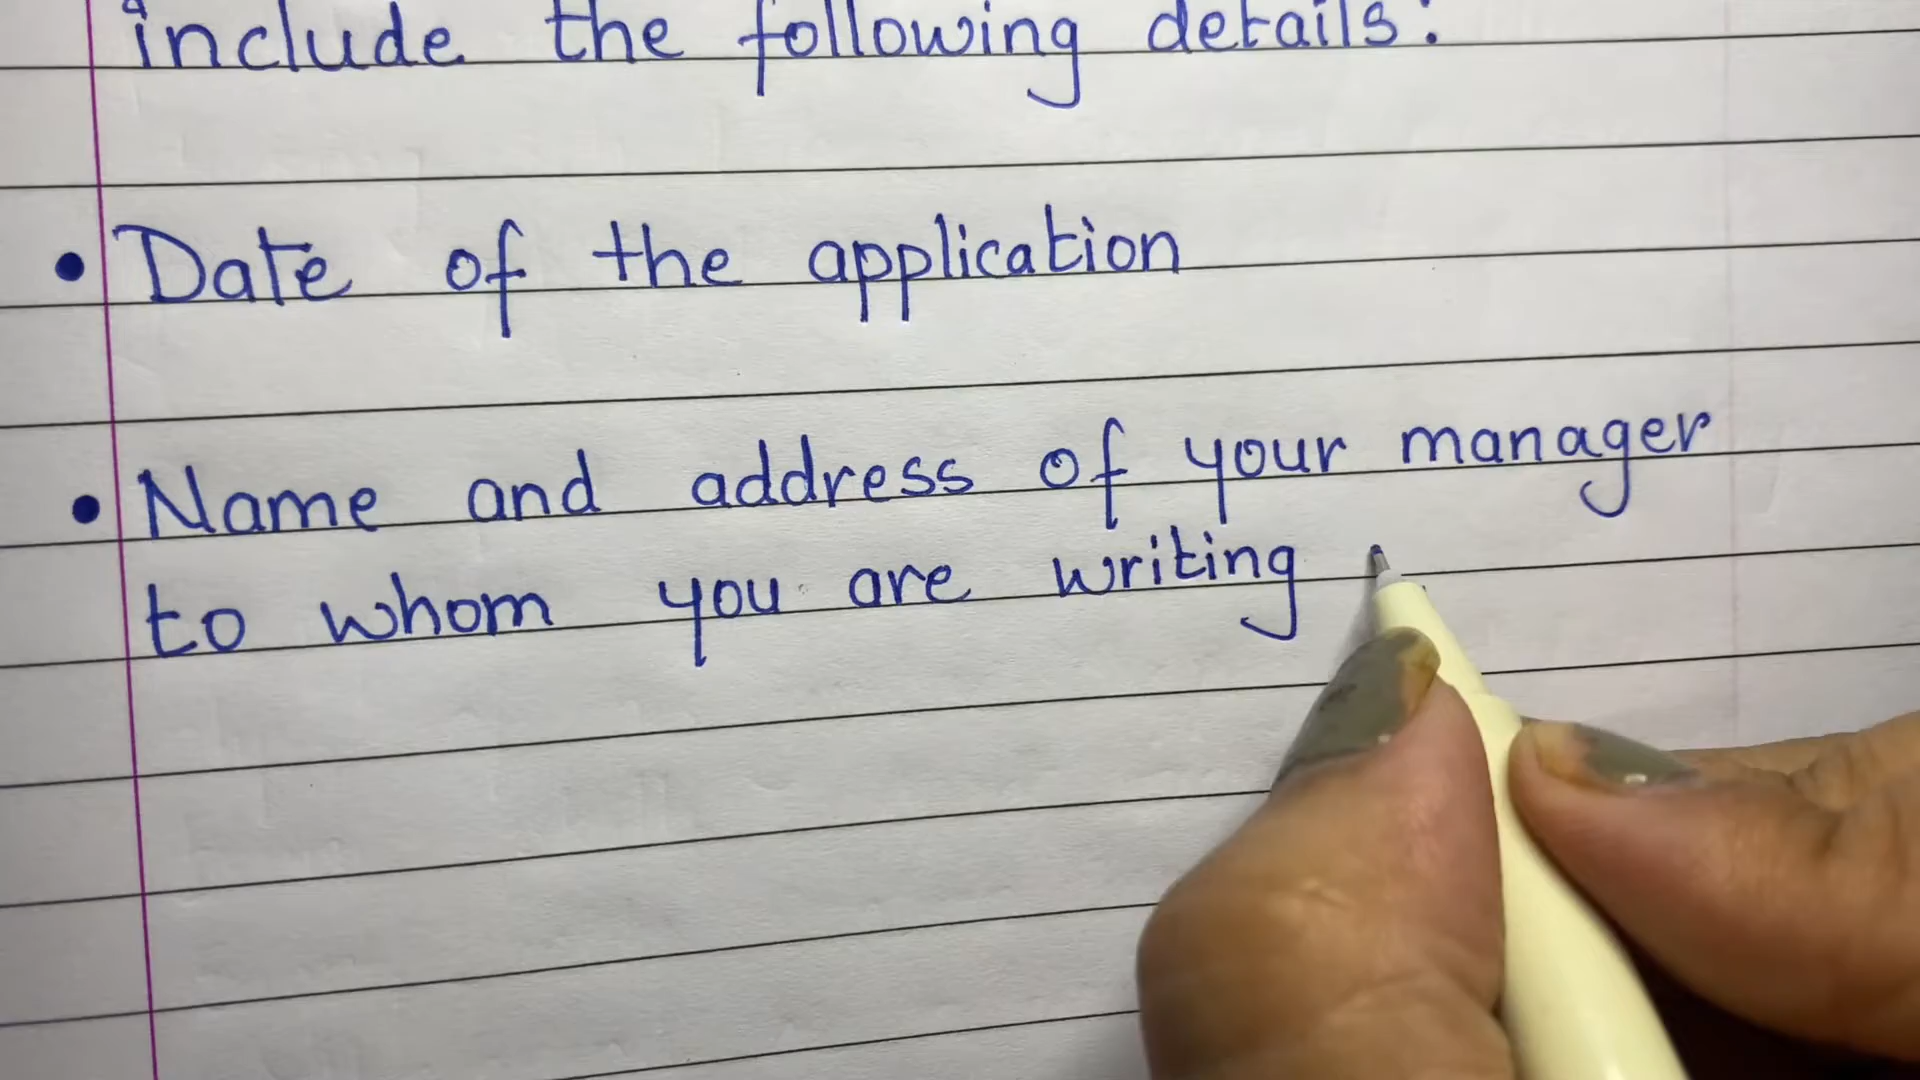 include the following details:
• Date of the application
• Name and address of your manager
to whom you are writing